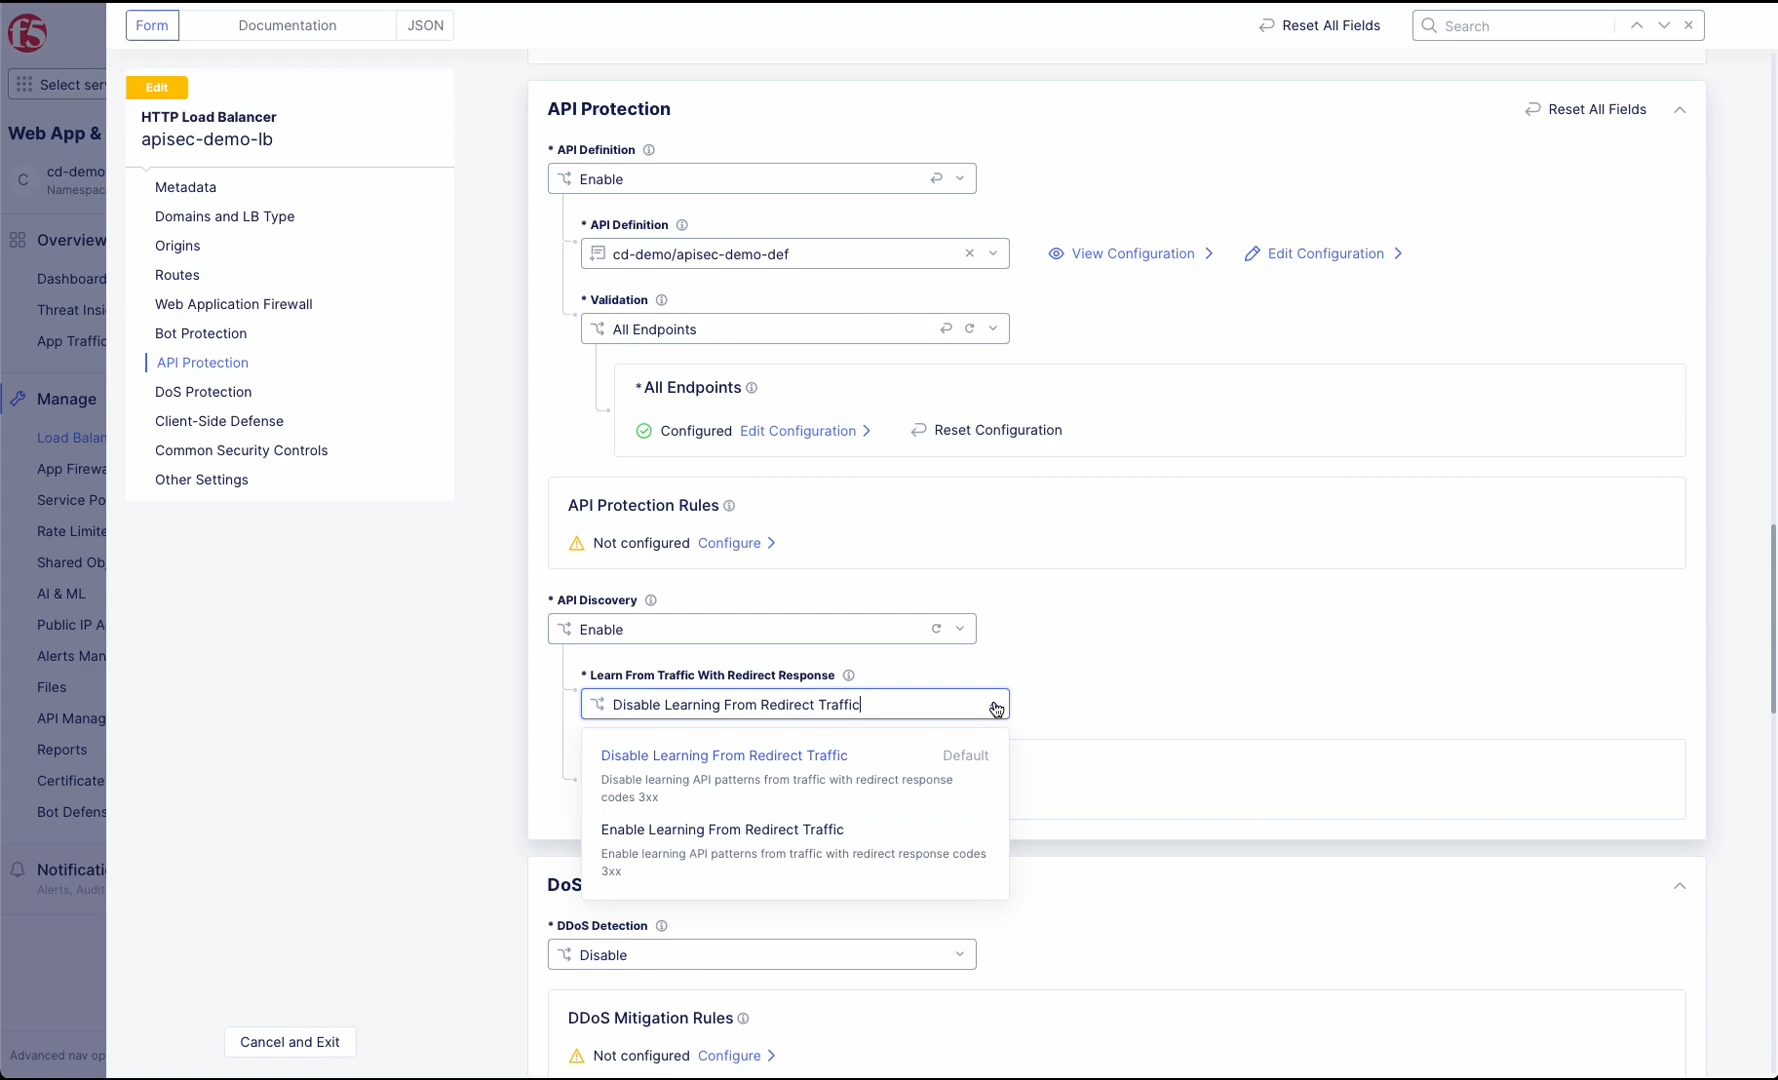 Form
Documentation
JSON
Reset All Fields
Search
f5
Select ser
Web App &
C
cd-demo
Namespac
Overview
Dashboard
Threat Insi
App Traffic
Manage
Load Balan
App Firewa
Service Po
Rate Limite
Shared Obj
AI & ML
Public IP A
Alerts Man
Files
API Manag
Reports
Certificate
Bot Defens
Notificati
Alerts, Audit
Advanced nav op
Edit
HTTP Load Balancer
apisec-demo-lb
Metadata
Domains and LB Type
Origins
Routes
Web Application Firewall
Bot Protection
API Protection
DoS Protection
Client-Side Defense
Common Security Controls
Other Settings
Cancel and Exit
API Protection
Reset All Fields
* API Definition
Enable
* API Definition
cd-demo/apisec-demo-def
View Configuration
Edit Configuration
* Validation
All Endpoints
* All Endpoints
Configured Edit Configuration
Reset Configuration
API Protection Rules
Not configured Configure
* API Discovery
Enable
* Learn From Traffic With Redirect Response
Disable Learning From Redirect Traffic
Disable Learning From Redirect Traffic Default
Disable learning API patterns from traffic with redirect response
codes 3xx
Enable Learning From Redirect Traffic
Enable learning API patterns from traffic with redirect response codes
3xx
DoS
* DDoS Detection
Disable
DDoS Mitigation Rules
Not configured Configure